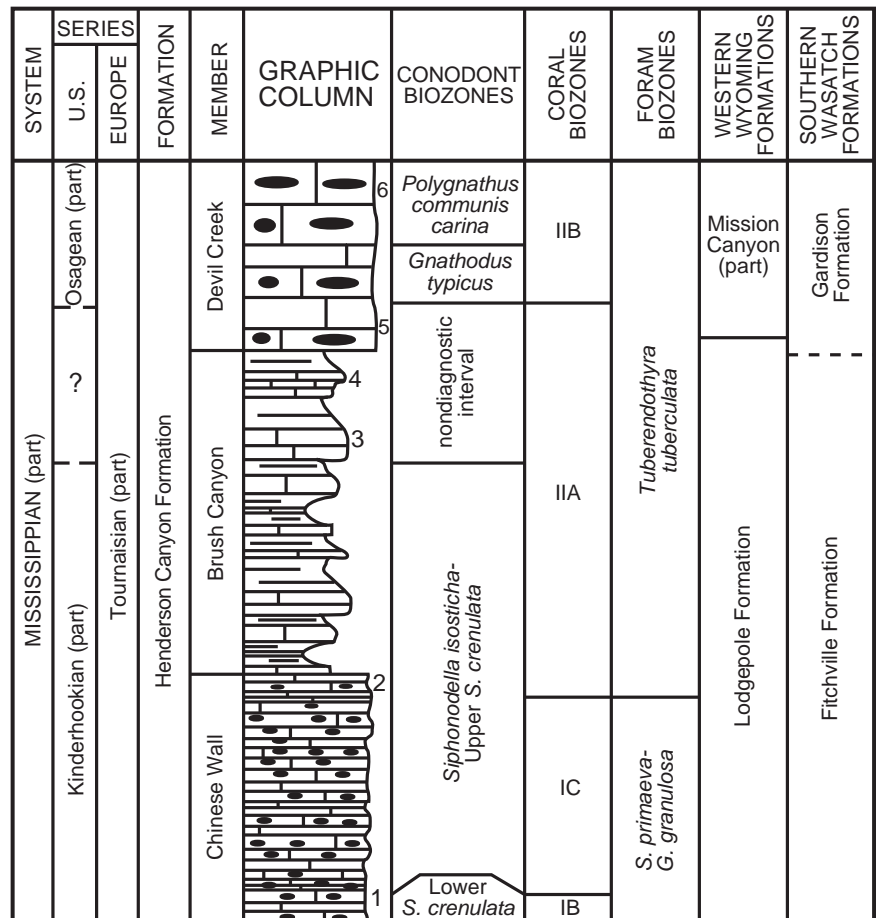 SYSTEM
SERIES
U.S.
EUROPE
FORMATION
MEMBER
GRAPHIC
COLUMN
CONODONT
BIOZONES
CORAL
BIOZONES
FORAM
BIOZONES
WESTERN
WYOMING
FORMATIONS
SOUTHERN
WASATCH
FORMATIONS
MISSISSIPPIAN (part)
Osagean (part)
?
Kinderhookian (part)
Tournaisian (part)
Henderson Canyon Formation
Devil Creek
Brush Canyon
Chinese Wall
6
5
4
3
2
1
Polygnathus
communis
carina
Gnathodus
typicus
nondiagnostic
interval
Siphonodella isosticha-
Upper S. crenulata
Lower
S. crenulata
IIB
IIA
IC
IB
Tuberendothyra
tuberculata
S. primaeva-
G. granulosa
Mission
Canyon
(part)
Lodgepole Formation
Gardison
Formation
Fitchville Formation